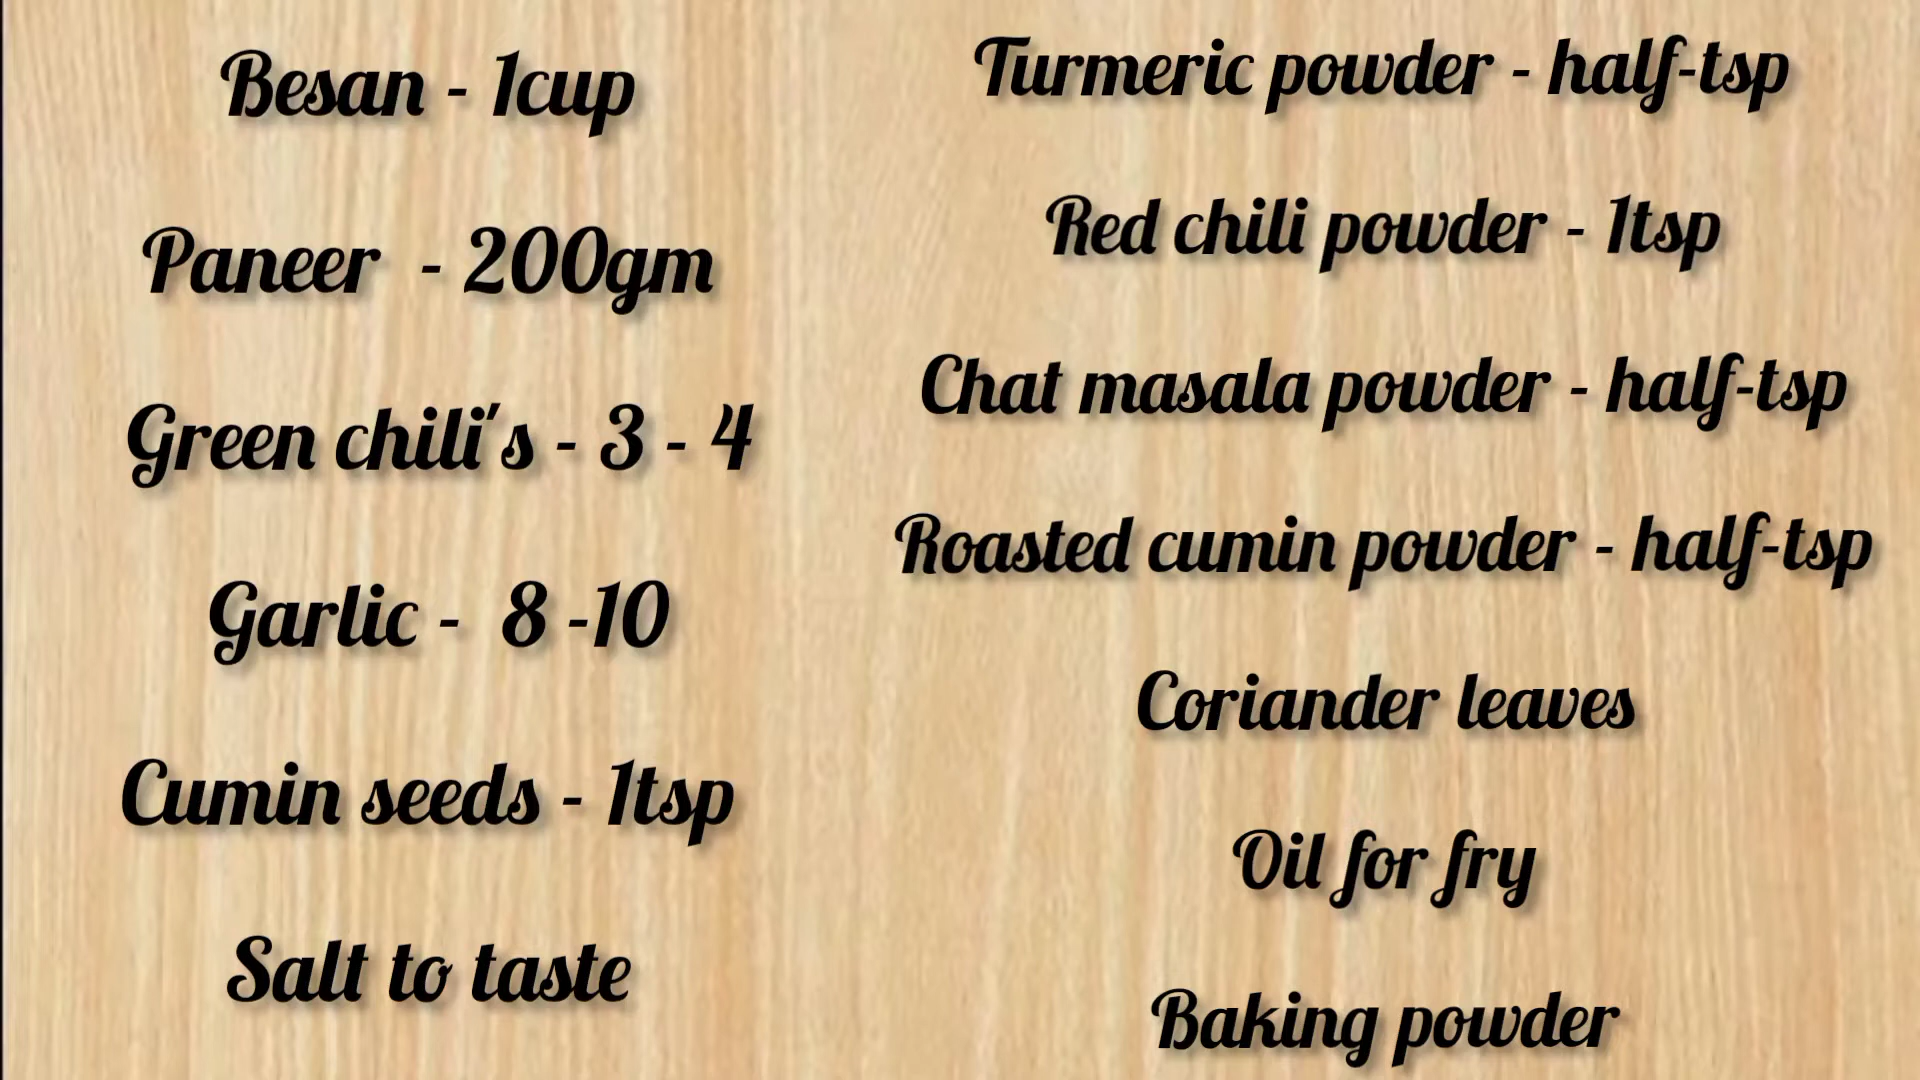 Besan - 1cup
Paneer - 200gm
Green chili's - 3 - 4
Garlic - 8 -10
Cumin seeds - 1tsp
Salt to taste
Turmeric powder - half-tsp
Red chili powder - 1tsp
Chat masala powder - half-tsp
Roasted cumin powder - half-tsp
Coriander leaves
Oil for fry
Baking powder